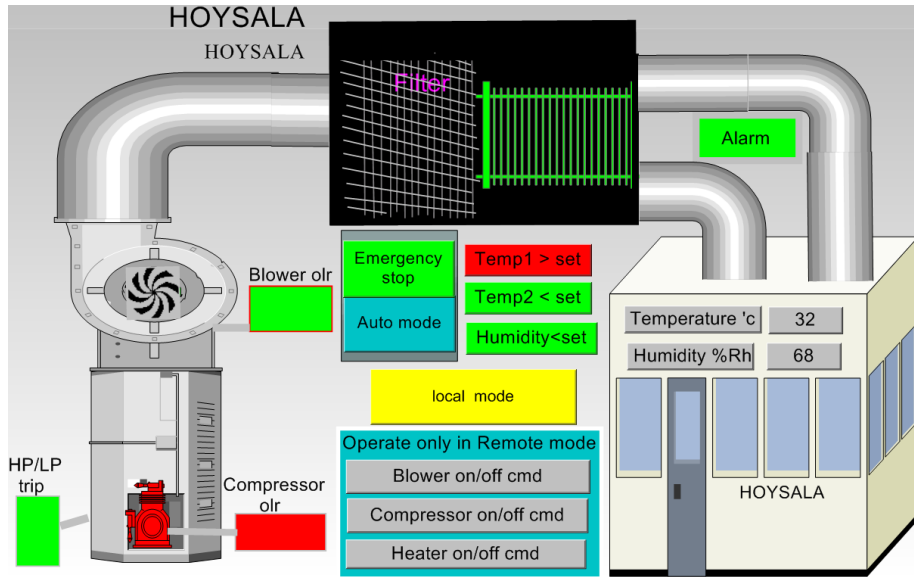 HOYSALA
HOYSALA
Filter
Alarm
Blower olr
Emergency
stop
Auto mode
Temp1 > set
Temp2 < set
Humidity<set
Temperature 'c
32
Humidity %Rh
68
local mode
Operate only in Remote mode
Blower on/off cmd
Compressor on/off cmd
Heater on/off cmd
HP/LP
trip
Compressor
olr
HOYSALA